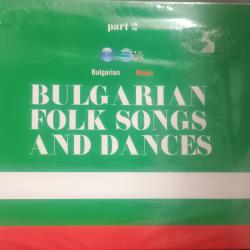 part 2
Bulgarian Music
BULGARIAN
FOLK SONGS
AND DANCES